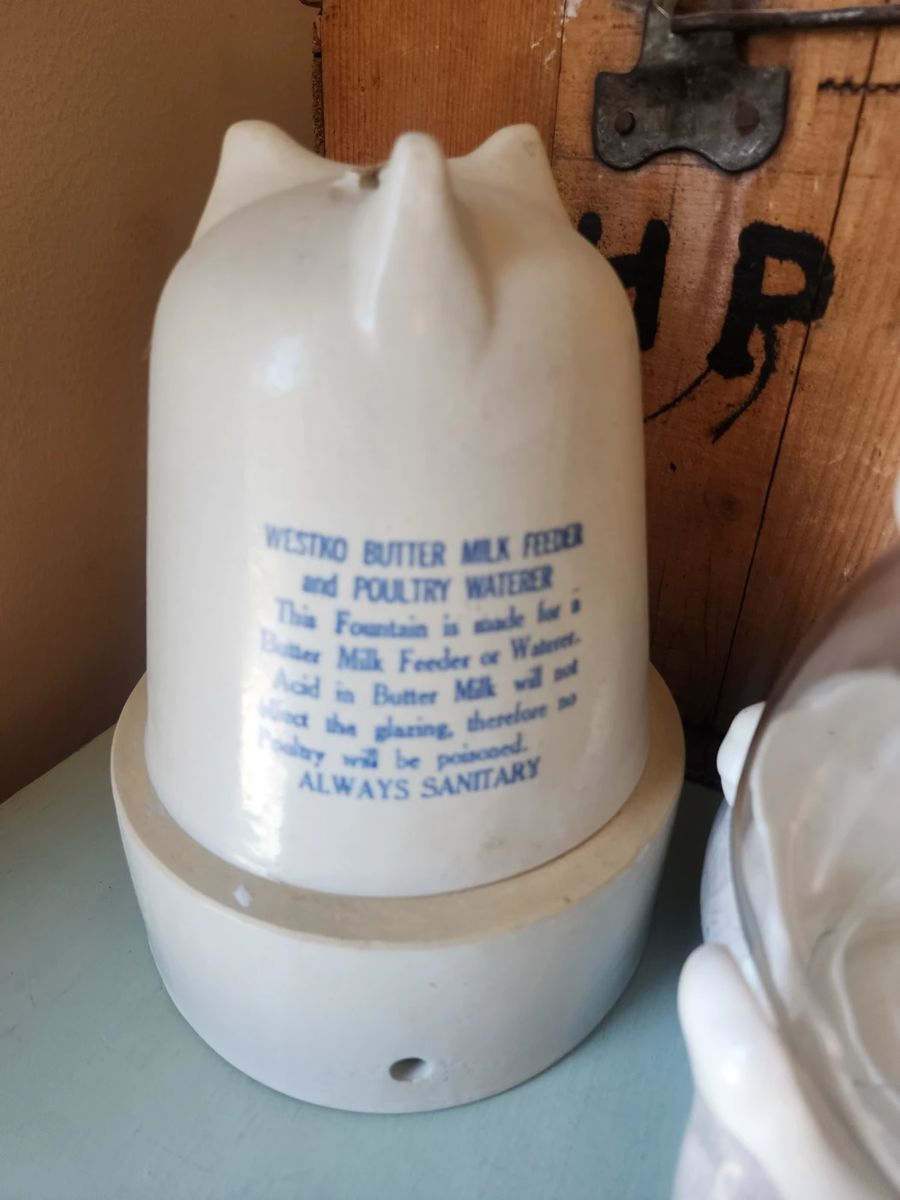 HP
WESTKO BUTTER MILK FEEDER
and POULTRY WATERER
This Fountain is made for a
Butter Milk Feeder or Waterer.
Acid in Butter Milk will not
affect the glazing, therefore no
Poultry will be poisoned.
ALWAYS SANITARY